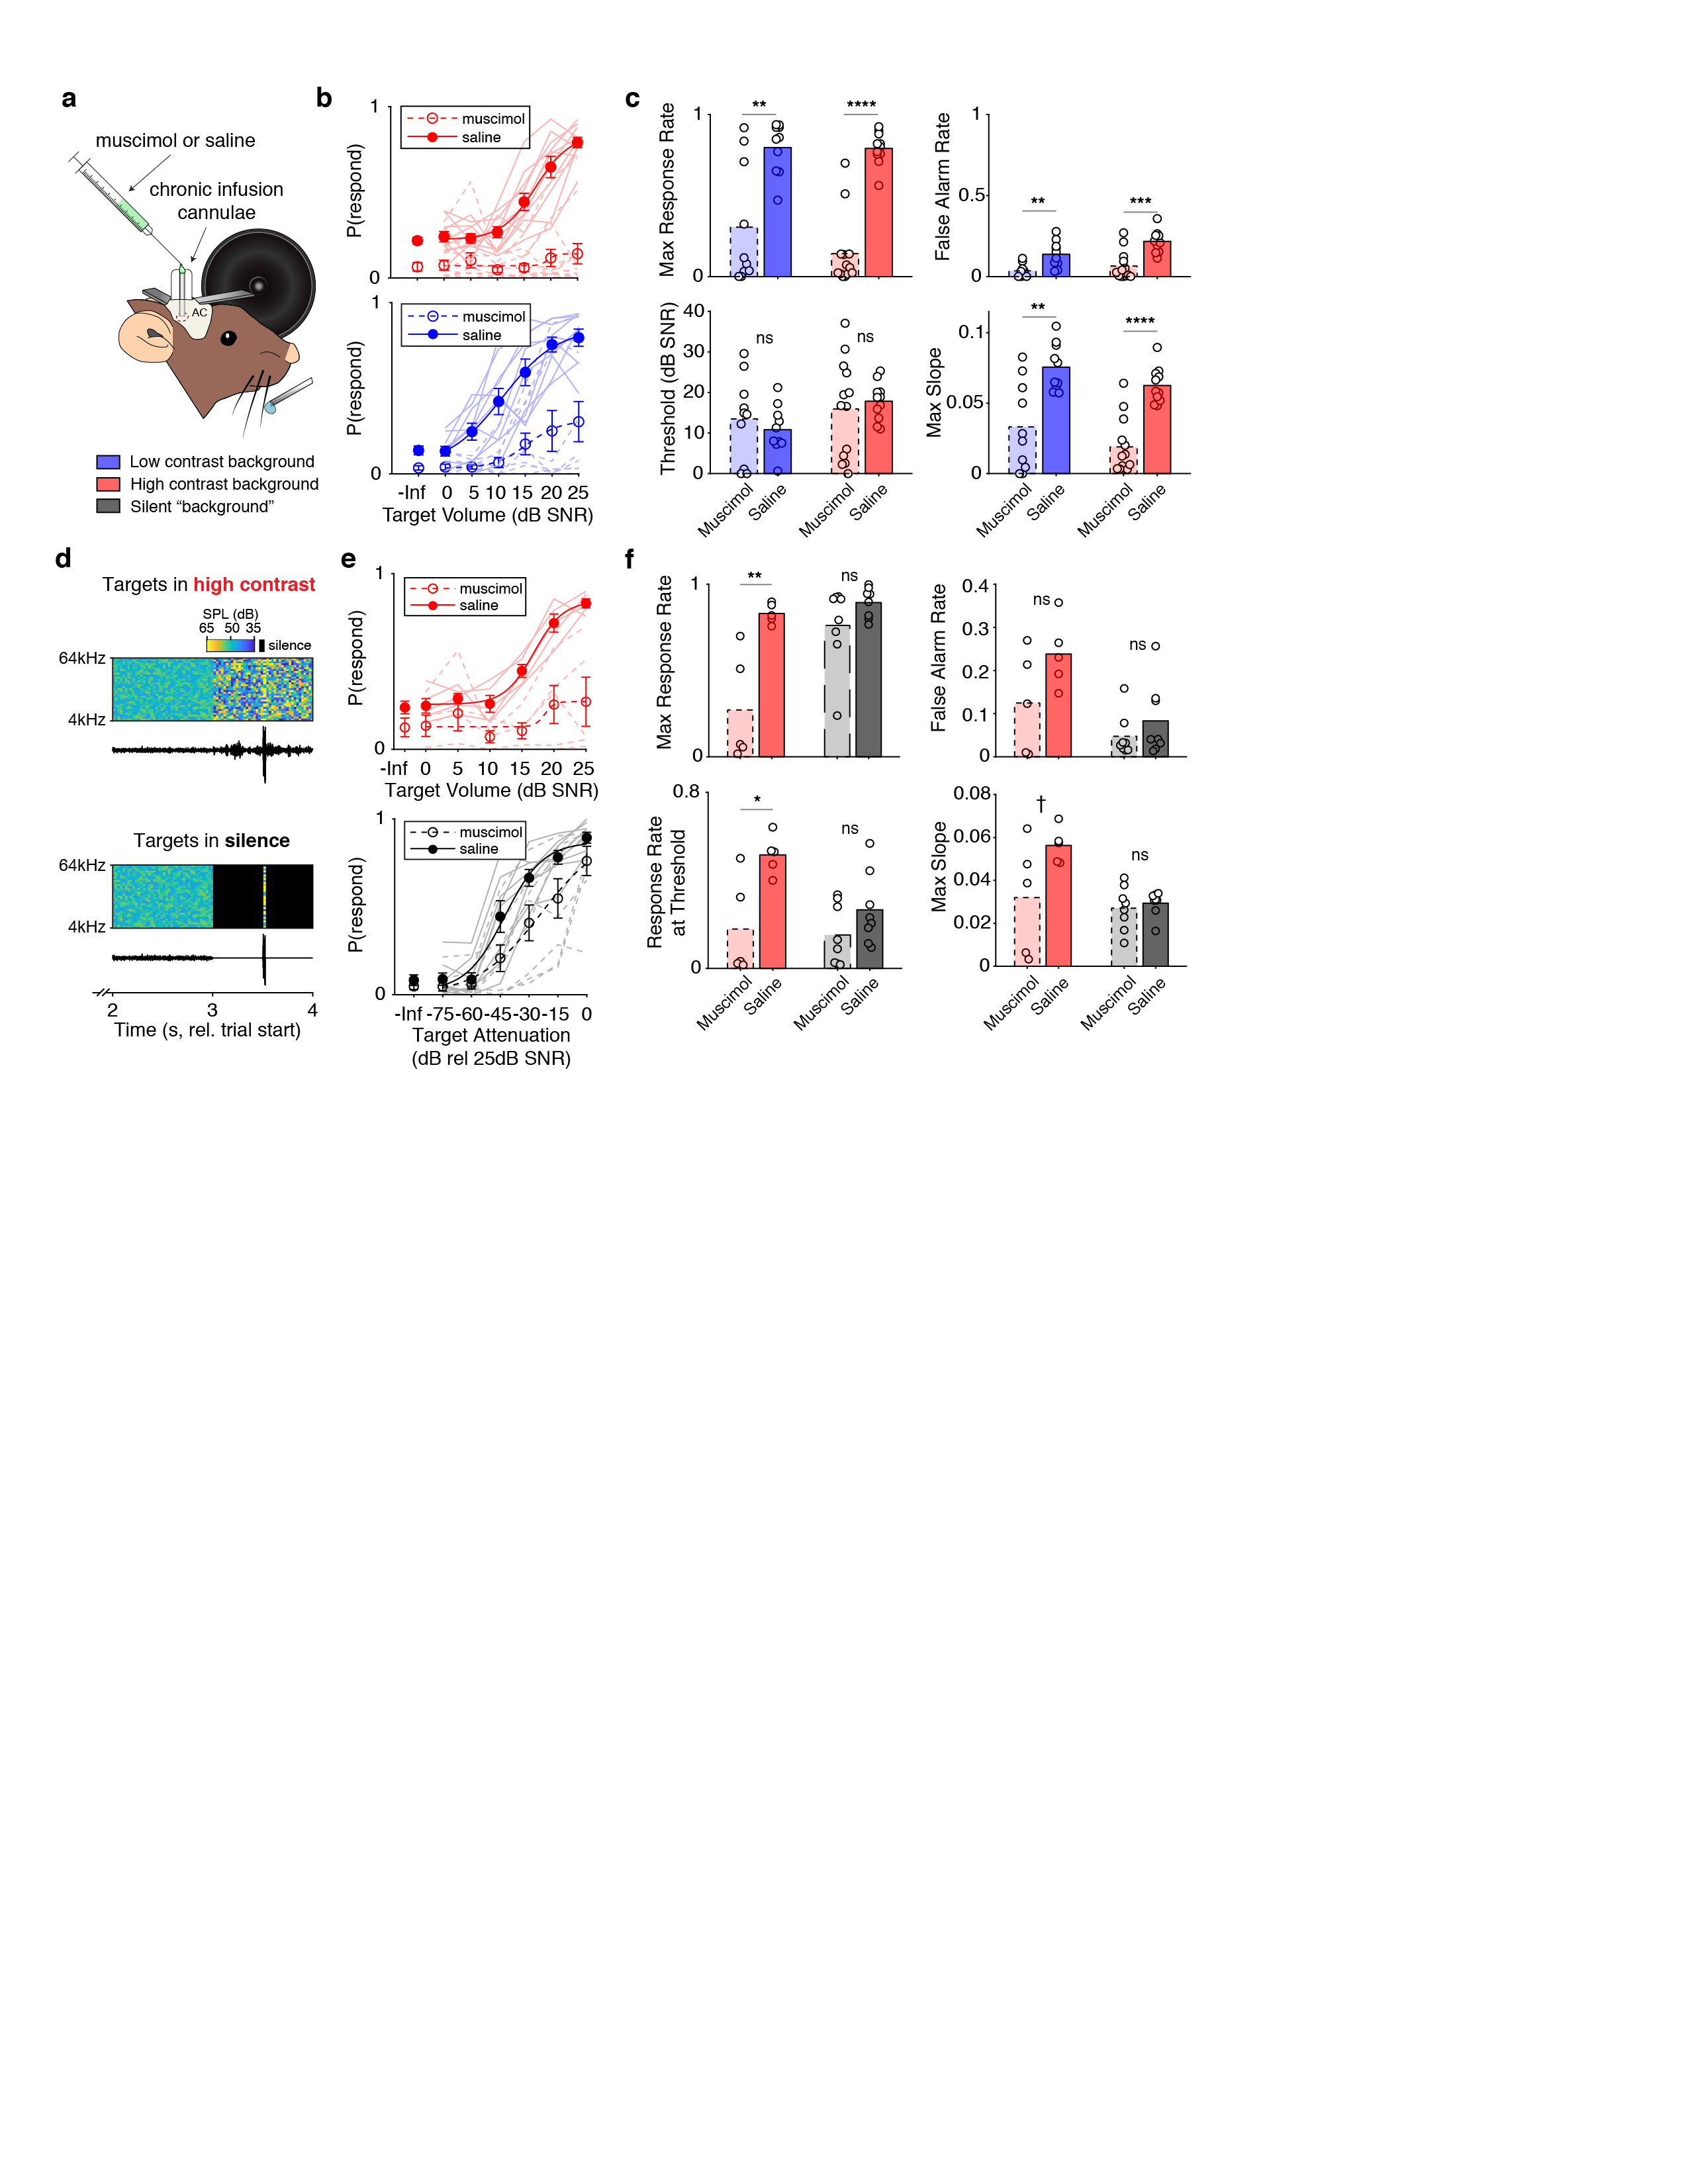 a
muscimol or saline
chronic infusion
cannulae
AC
Low contrast background
High contrast background
Silent “background”
b
1
P(respond)
0
muscimol
saline
1
P(respond)
0
muscimol
saline
-Inf 0 5 10 15 20 25
Target Volume (dB SNR)
c
Max Response Rate
1
0
**
****
False Alarm Rate
1
0.5
0
**
***
Threshold (dB SNR)
40
30
20
10
0
ns
ns
Muscimol
Saline
Muscimol
Saline
Max Slope
0.1
0.05
0
**
****
Muscimol
Saline
Muscimol
Saline
d
Targets in high contrast
SPL (dB)
65 50 35
silence
64kHz
4kHz
Targets in silence
64kHz
4kHz
2 3 4
Time (s, rel. trial start)
e
1
P(respond)
0
muscimol
saline
-Inf 0 5 10 15 20 25
Target Volume (dB SNR)
1
P(respond)
0
muscimol
saline
-Inf -75 -60 -45 -30 -15 0
Target Attenuation
(dB rel 25dB SNR)
f
Max Response Rate
1
0
**
ns
False Alarm Rate
0.4
0.3
0.2
0.1
0
ns
ns
Response Rate
at Threshold
0.8
0
*
ns
Muscimol
Saline
Muscimol
Saline
Max Slope
0.08
0.06
0.04
0.02
0
†
ns
Muscimol
Saline
Muscimol
Saline